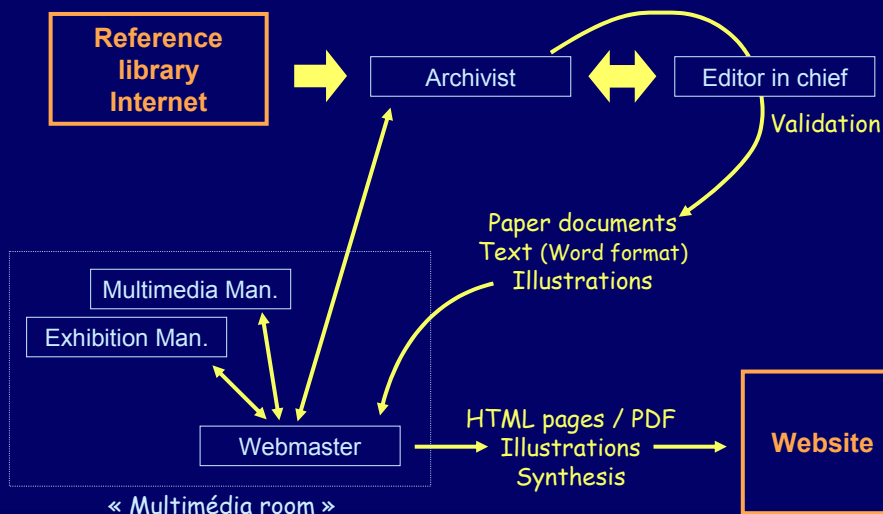 Reference
library
Internet
Archivist
Editor in chief
Validation
Paper documents
Text (Word format)
Illustrations
Multimedia Man.
Exhibition Man.
Webmaster
HTML pages / PDF
Illustrations
Synthesis
Website
« Multimédia room »